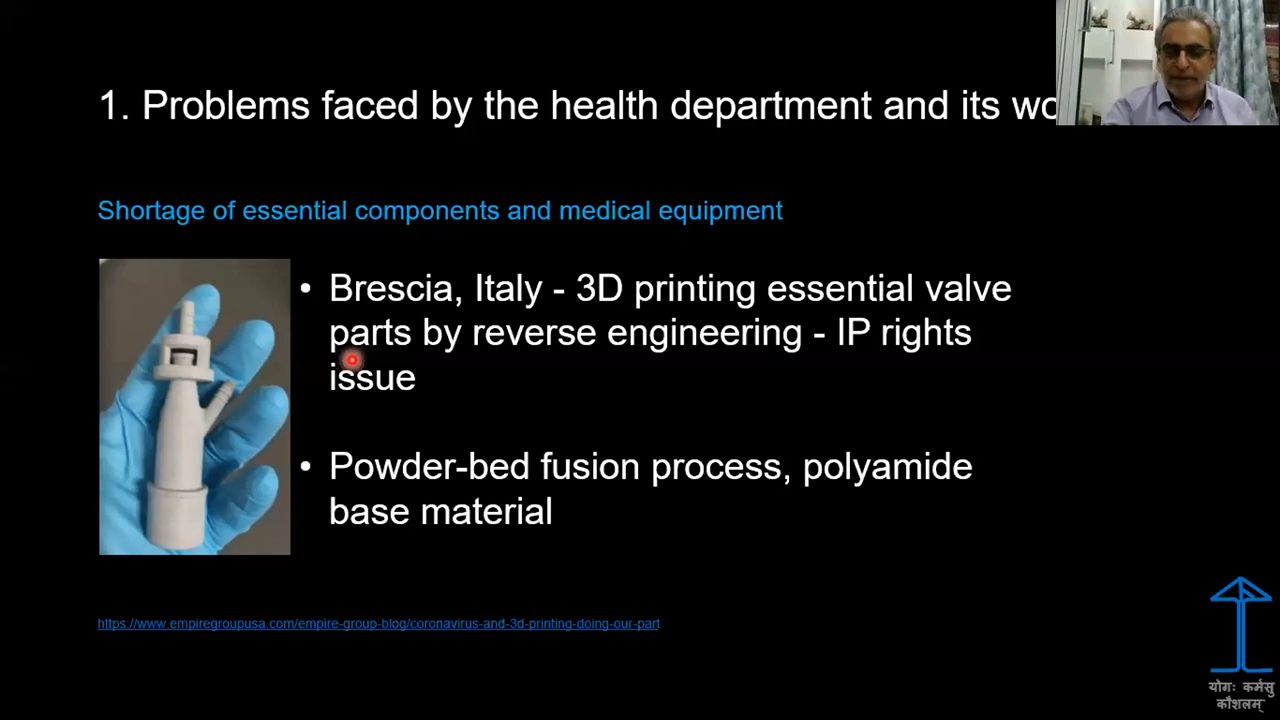 1. Problems faced by the health department and its wo
Shortage of essential components and medical equipment
• Brescia, Italy - 3D printing essential valve
parts by reverse engineering - IP rights
issue
• Powder-bed fusion process, polyamide
base material
https://www.empiregroupusa.com/empire-group-blog/coronavirus-and-3d-printing-doing-our-part
योगः कर्मसु
कौशलम्